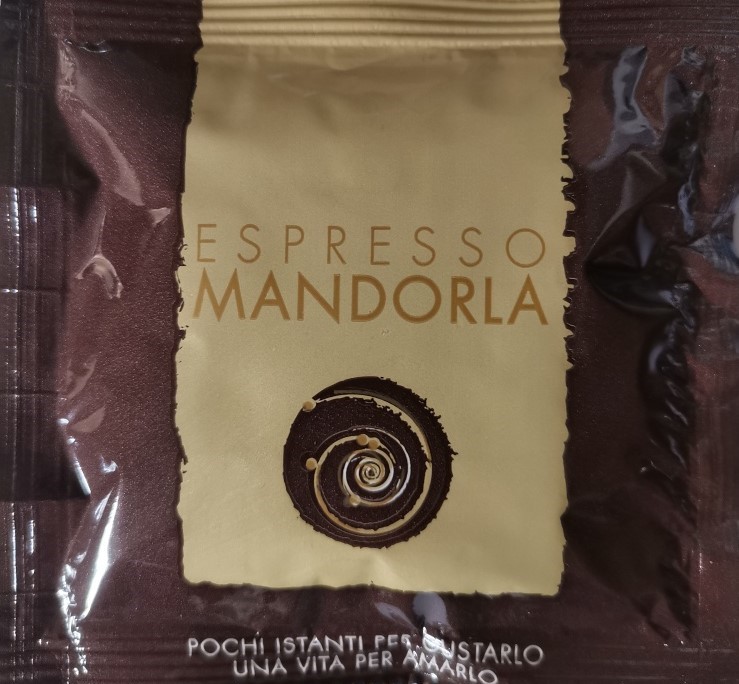 ESPRESSO
MANDORLA
POCHI ISTANTI PER GUSTARLO
UNA VITA PER AMARLO